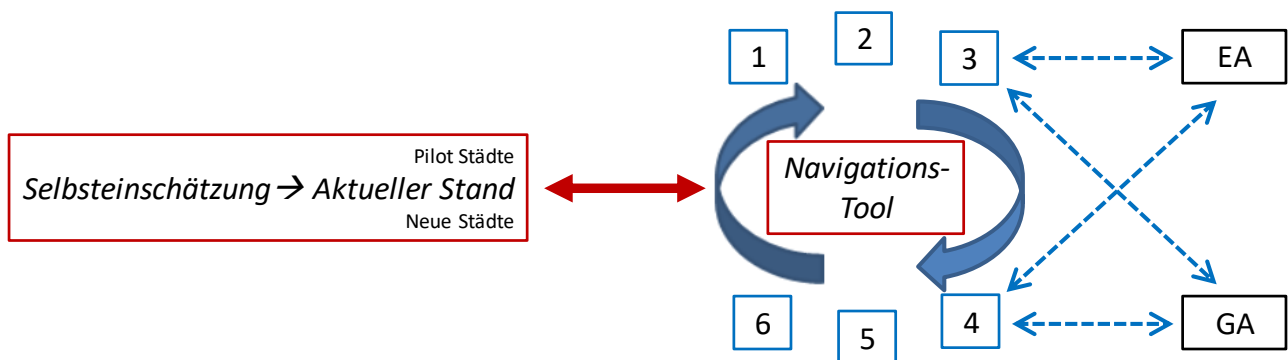 1
2
3
EA
Pilot Städte
Selbsteinschätzung → Aktueller Stand
Neue Städte
Navigations-
Tool
6
5
4
GA